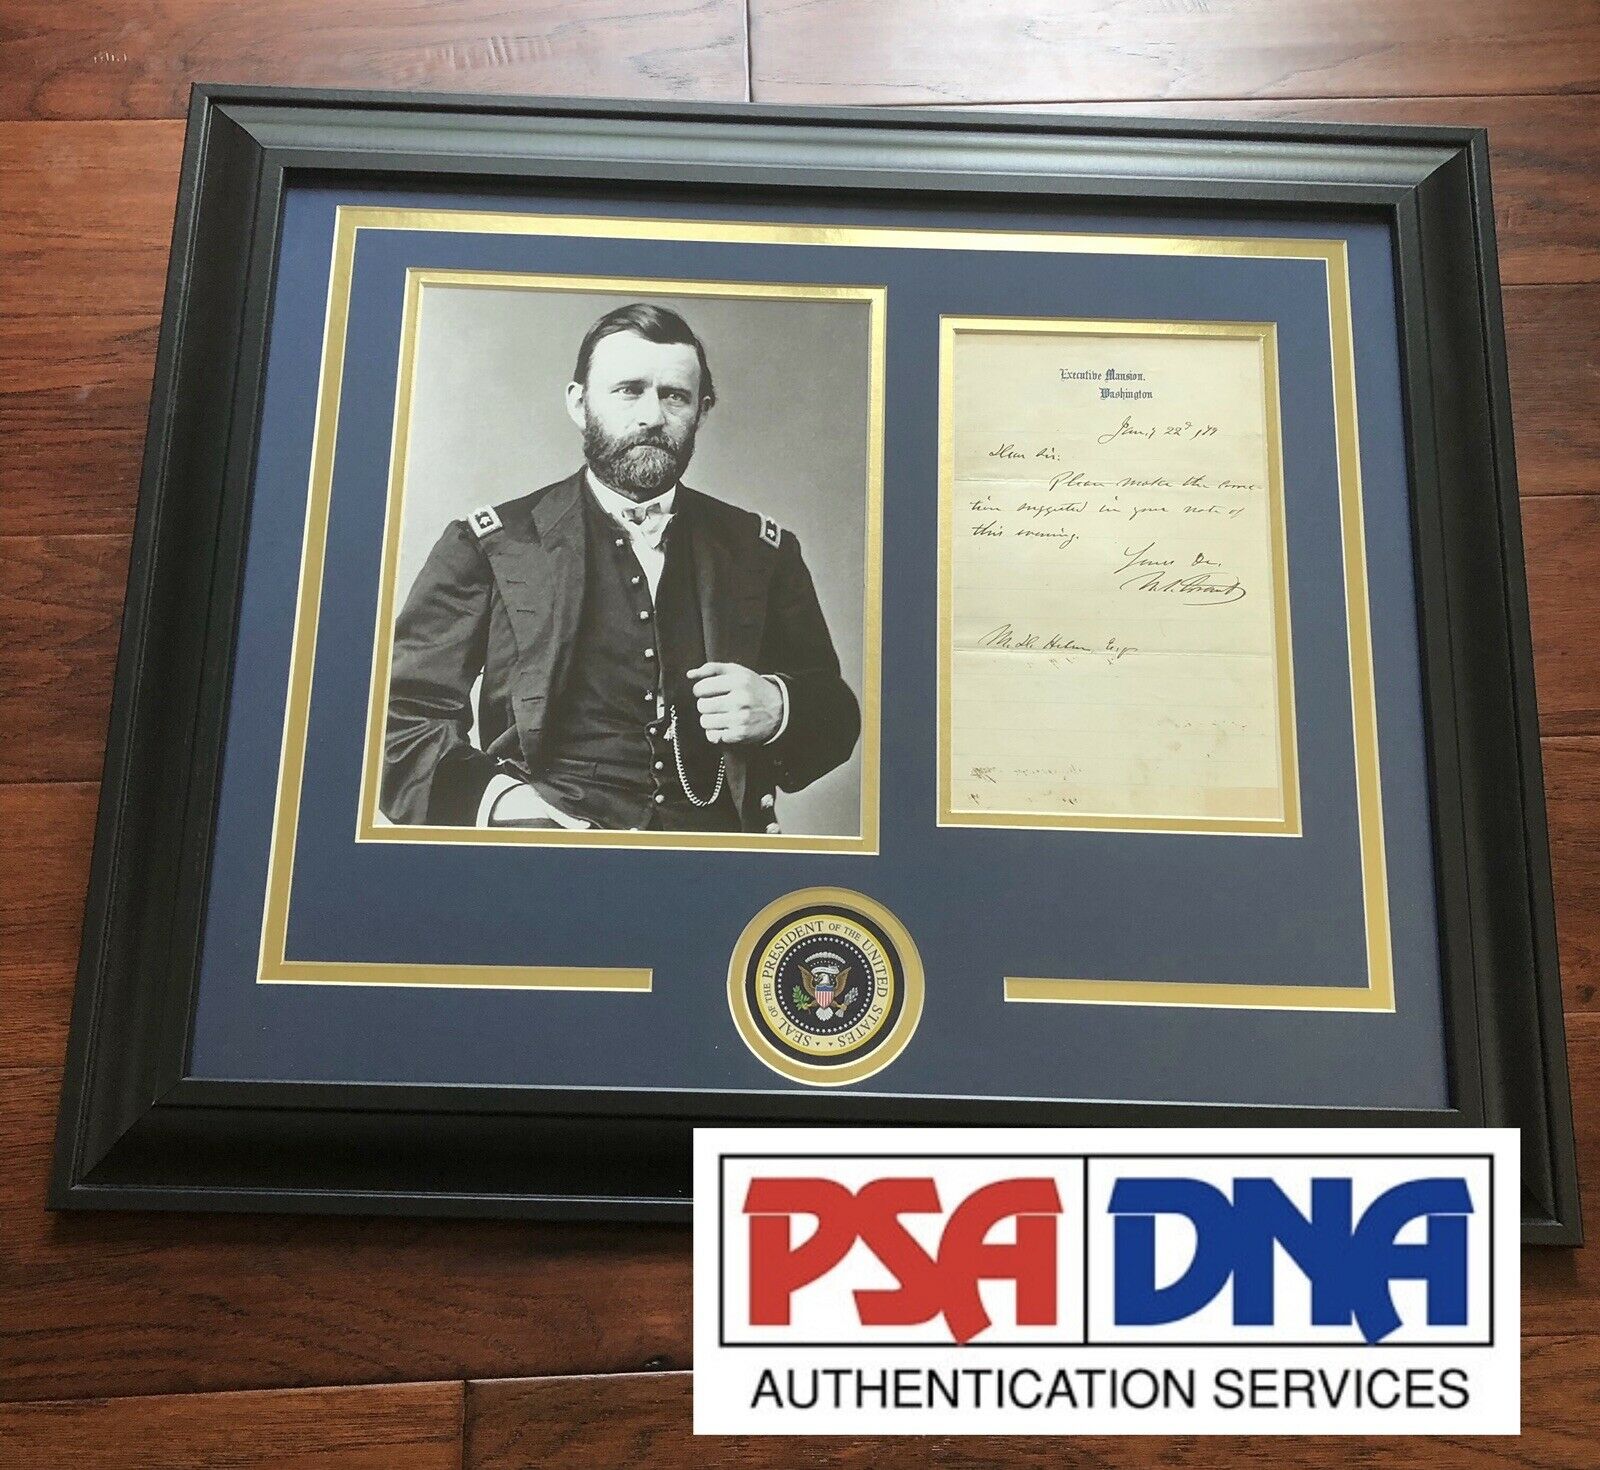 Executive Mansion.
Washington
Jan'y 22d
Dear Sir:
Please make the
suggested in your note of
this evening.
Yours
U.S. Grant
Esq.
SEAL OF THE PRESIDENT OF THE UNITED STATES
PSA DNA
AUTHENTICATION SERVICES